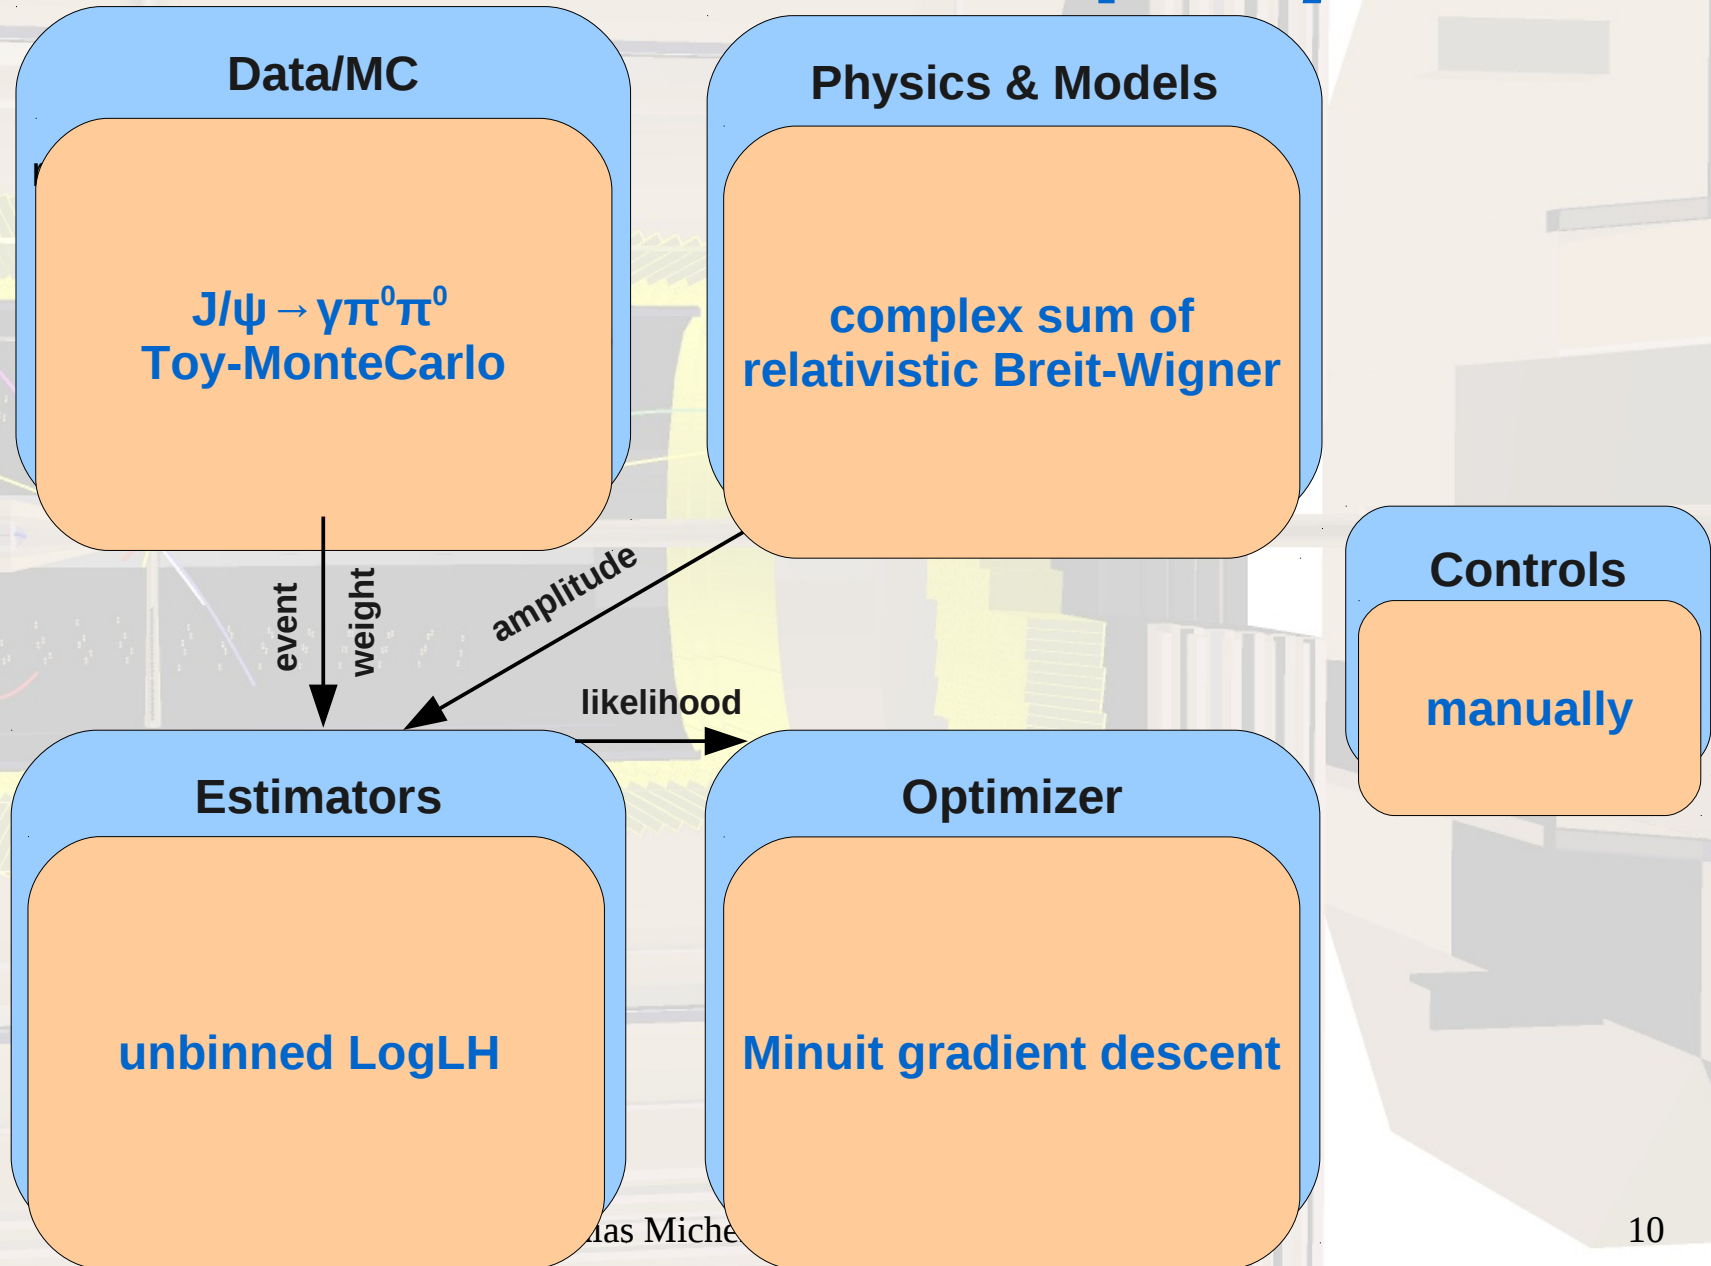 Data/MC
Physics & Models
J/ψ→γπ⁰π⁰
Toy-MonteCarlo
complex sum of
relativistic Breit-Wigner
event
weight
amplitude
likelihood
Controls
manually
Estimators
Optimizer
unbinned LogLH
Minuit gradient descent
10